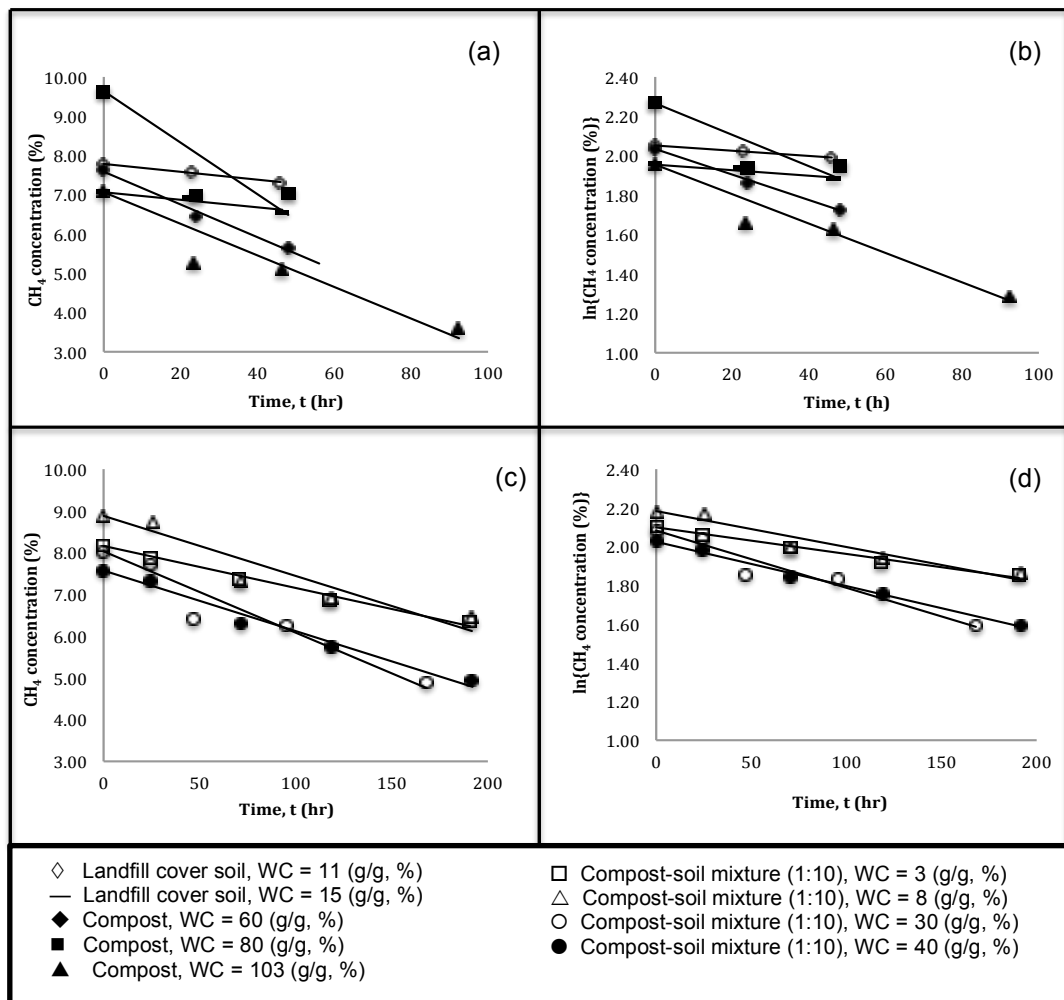 (a)
10.00
9.00
8.00
7.00
6.00
5.00
4.00
3.00
CH₄ concentration (%)
0 20 40 60 80 100
Time, t (hr)
(b)
2.40
2.20
2.00
1.80
1.60
1.40
1.20
1.00
ln{CH₄ concentration (%)}
0 20 40 60 80 100
Time, t (h)
(c)
10.00
9.00
8.00
7.00
6.00
5.00
4.00
3.00
CH₄ concentration (%)
0 50 100 150 200
Time, t (hr)
(d)
2.40
2.20
2.00
1.80
1.60
1.40
1.20
1.00
ln{CH₄ concentration (%)}
0 50 100 150 200
Time, t (hr)
Landfill cover soil, WC = 11 (g/g, %)
Landfill cover soil, WC = 15 (g/g, %)
Compost, WC = 60 (g/g, %)
Compost, WC = 80 (g/g, %)
Compost, WC = 103 (g/g, %)
Compost-soil mixture (1:10), WC = 3 (g/g, %)
Compost-soil mixture (1:10), WC = 8 (g/g, %)
Compost-soil mixture (1:10), WC = 30 (g/g, %)
Compost-soil mixture (1:10), WC = 40 (g/g, %)